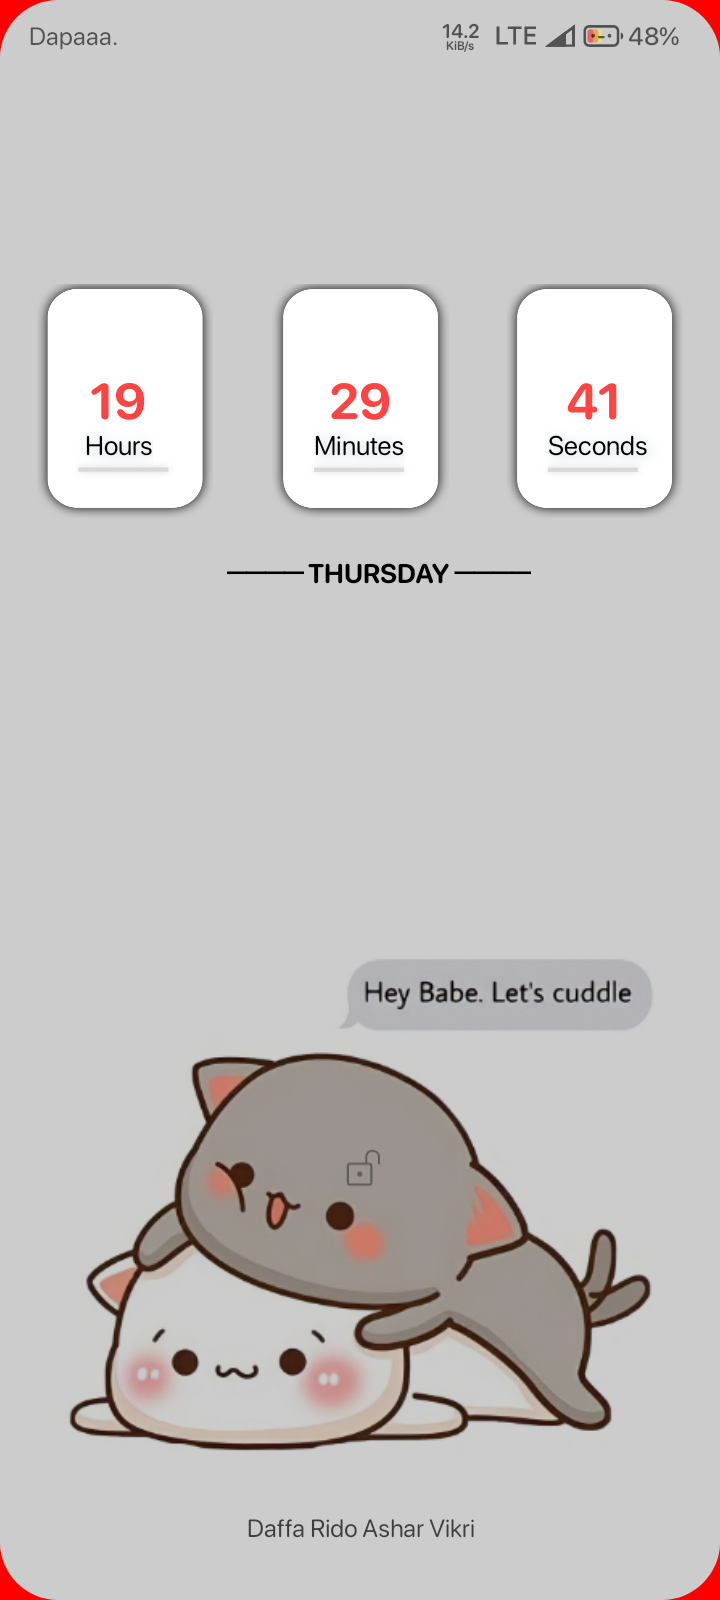 Dapaaa.
14.2
KiB/s
LTE
48%
19
Hours
29
Minutes
41
Seconds
THURSDAY
Hey Babe. Let's cuddle
Daffa Rido Ashar Vikri